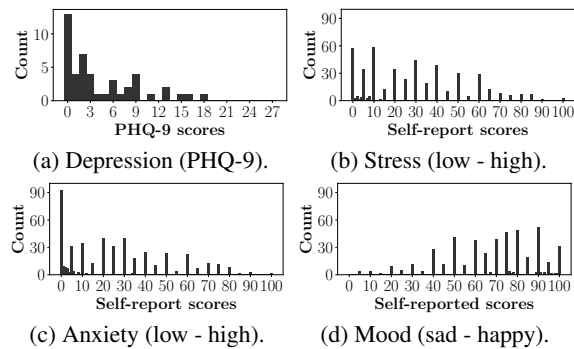 Count
10
5
0
0 3 6 9 12 15 18 21 24 27
PHQ-9 scores
(a) Depression (PHQ-9).
Count
90
60
30
0
0 10 20 30 40 50 60 70 80 90 100
Self-report scores
(b) Stress (low - high).
Count
90
60
30
0
0 10 20 30 40 50 60 70 80 90 100
Self-report scores
(c) Anxiety (low - high).
Count
90
60
30
0
0 10 20 30 40 50 60 70 80 90 100
Self-reported scores
(d) Mood (sad - happy).